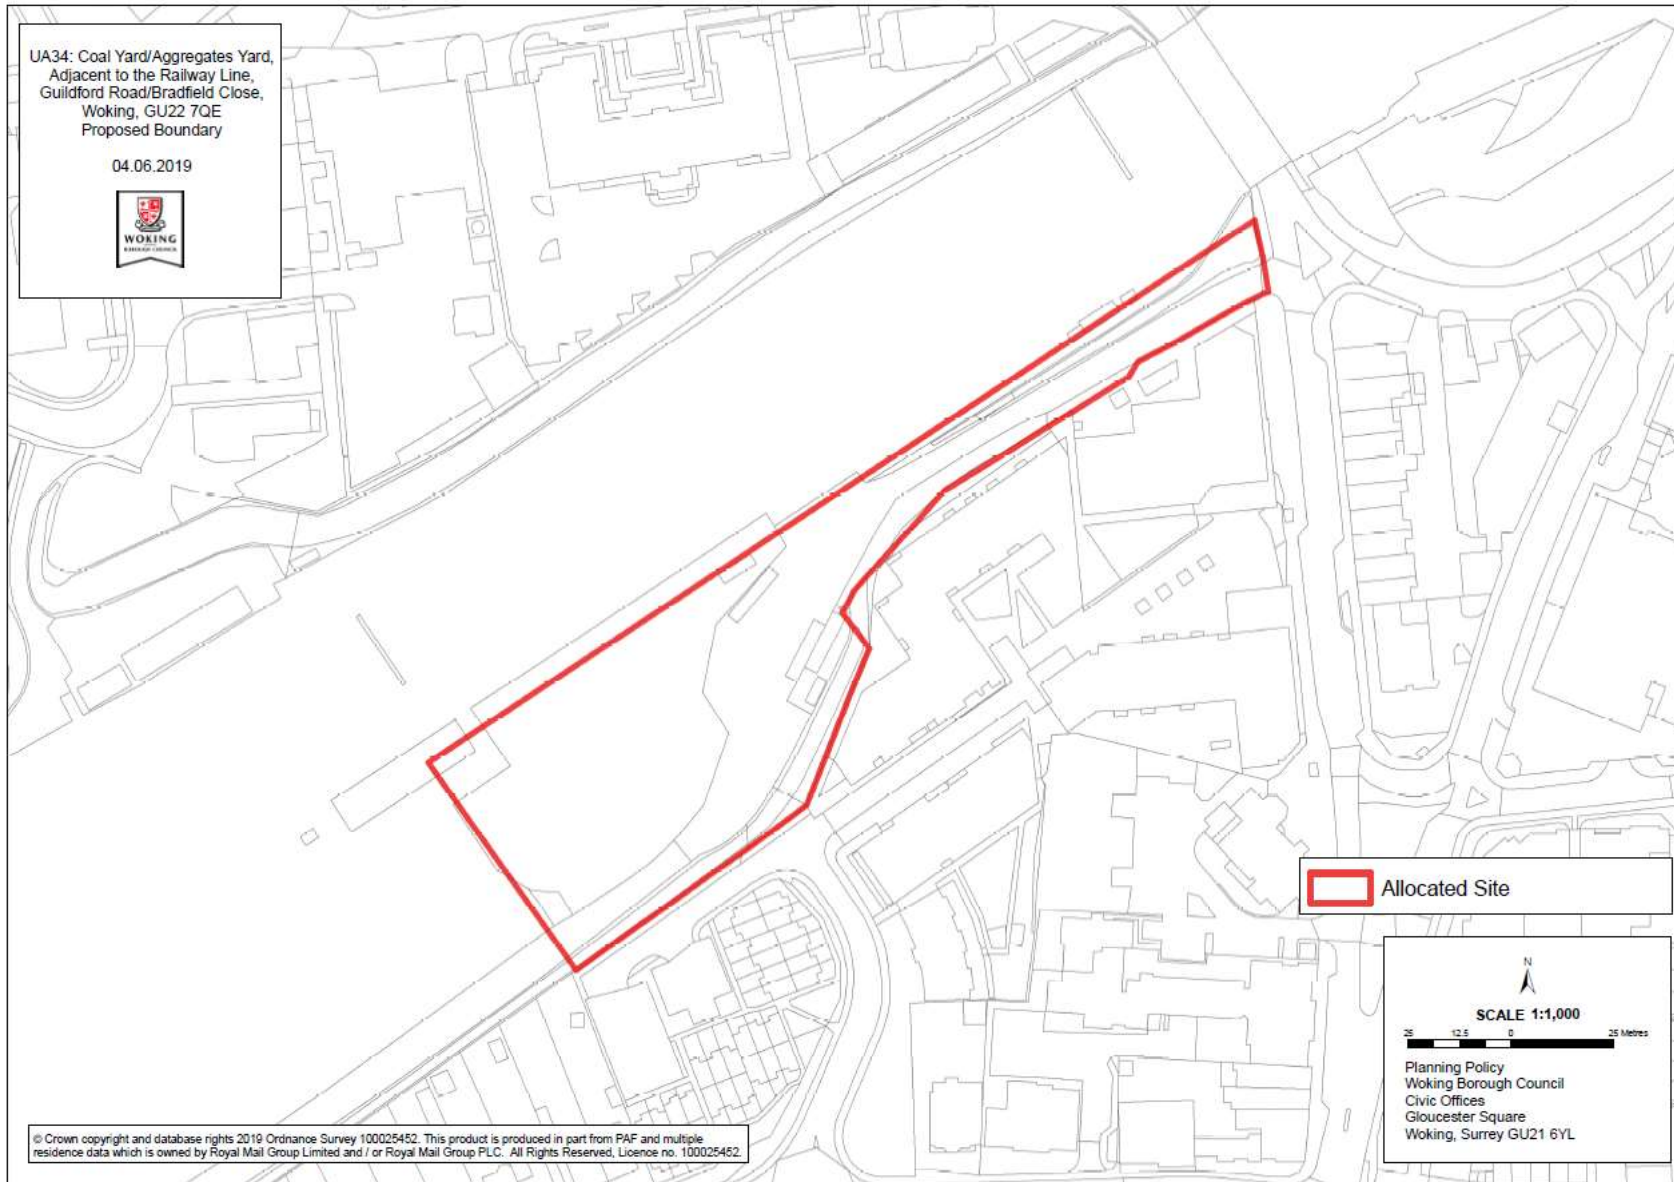 UA34: Coal Yard/Aggregates Yard,
Adjacent to the Railway Line,
Guildford Road/Bradfield Close,
Woking, GU22 7QE
Proposed Boundary
04.06.2019
WOKING
BOROUGH COUNCIL
Allocated Site
N
SCALE 1:1,000
25 12.5 0 25 Metres
Planning Policy
Woking Borough Council
Civic Offices
Gloucester Square
Woking, Surrey GU21 6YL
© Crown copyright and database rights 2019 Ordnance Survey 100025452. This product is produced in part from PAF and multiple
residence data which is owned by Royal Mail Group Limited and / or Royal Mail Group PLC. All Rights Reserved, Licence no. 100025452.